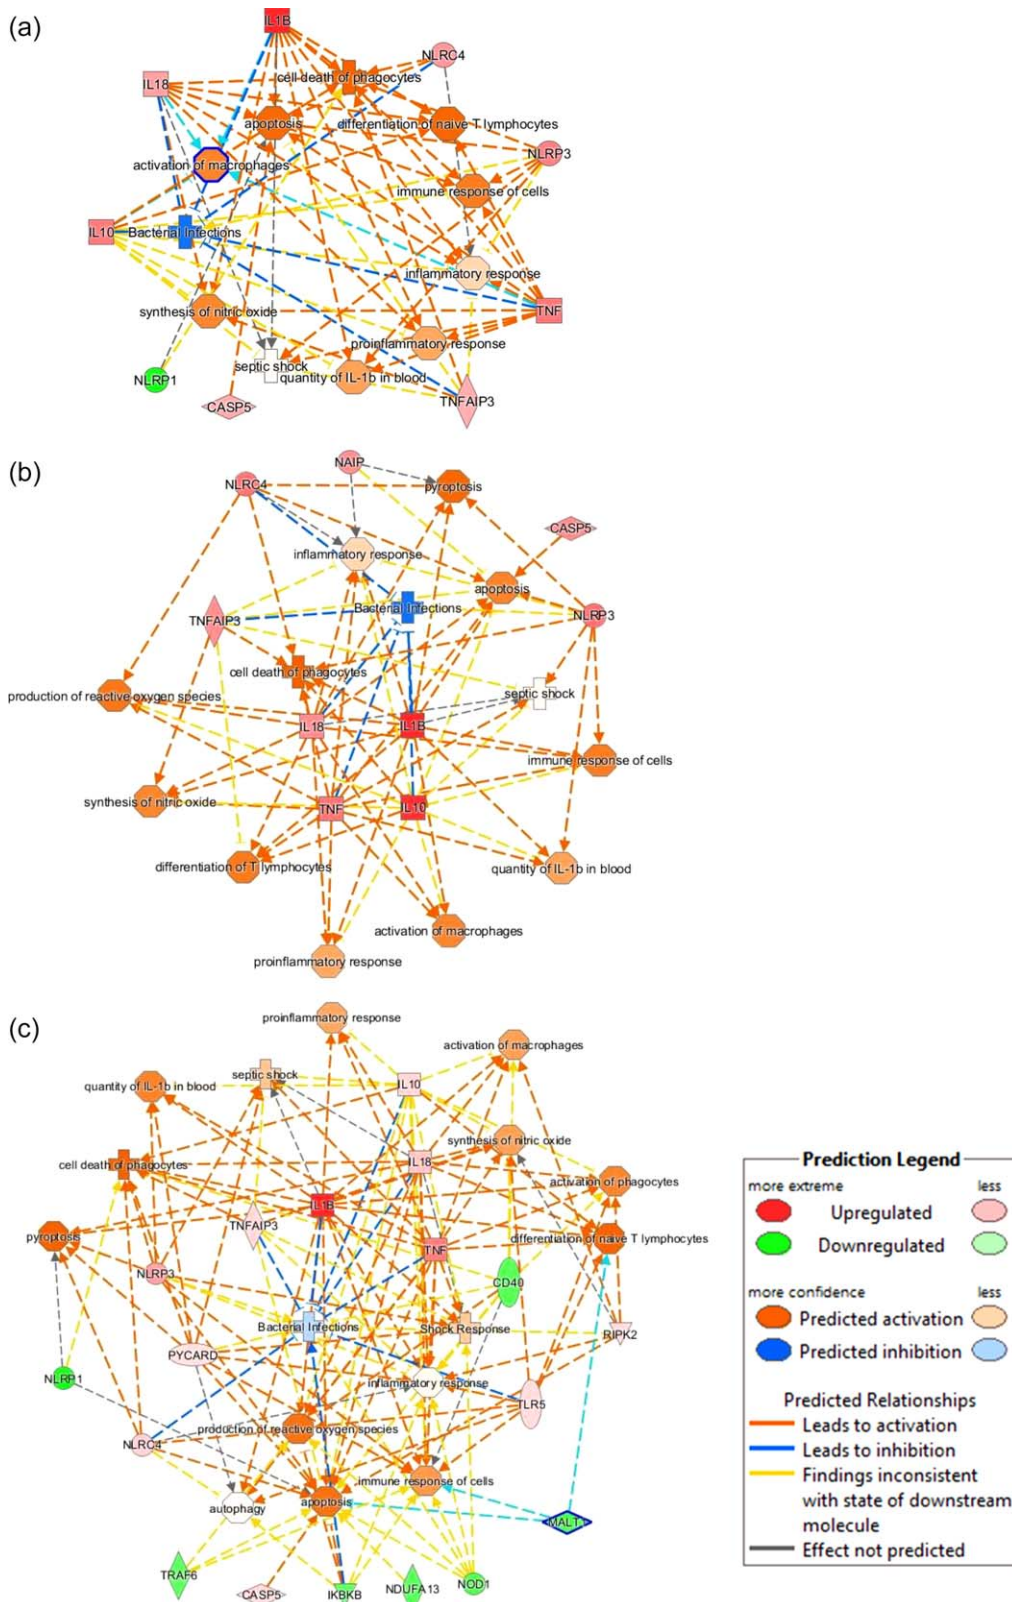 (a)
IL1B
NLRC4
cell death of phagocytes
IL18
apoptosis
differentiation of naive T lymphocytes
NLRP3
activation of macrophages
immune response of cells
IL10
Bacterial Infections
inflammatory response
synthesis of nitric oxide
TNF
proinflammatory response
septic shock
quantity of IL-1b in blood
NLRP1
CASP5
TNFAIP3
(b)
NAIP
NLRC4
pyroptosis
CASP5
inflammatory response
apoptosis
Bacterial Infections
TNFAIP3
NLRP3
cell death of phagocytes
production of reactive oxygen species
septic shock
IL18
IL1B
immune response of cells
synthesis of nitric oxide
TNF
IL10
differentiation of T lymphocytes
quantity of IL-1b in blood
activation of macrophages
proinflammatory response
(c)
proinflammatory response
activation of macrophages
septic shock
quantity of IL-1b in blood
IL10
synthesis of nitric oxide
cell death of phagocytes
IL18
activation of phagocytes
IL1B
TNFAIP3
pyroptosis
differentiation of naive T lymphocytes
TNF
NLRP3
CD40
Bacterial Infections
Shock Response
RIPK2
PYCARD
NLRP1
inflammatory response
TLR5
production of reactive oxygen species
NLRC4
immune response of cells
autophagy
apoptosis
MALT1
TRAF6
CASP5
IKBKB
NDUFA13
NOD1
Prediction Legend
more extreme less
Upregulated
Downregulated
more confidence less
Predicted activation
Predicted inhibition
Predicted Relationships
Leads to activation
Leads to inhibition
Findings inconsistent
with state of downstream
molecule
Effect not predicted